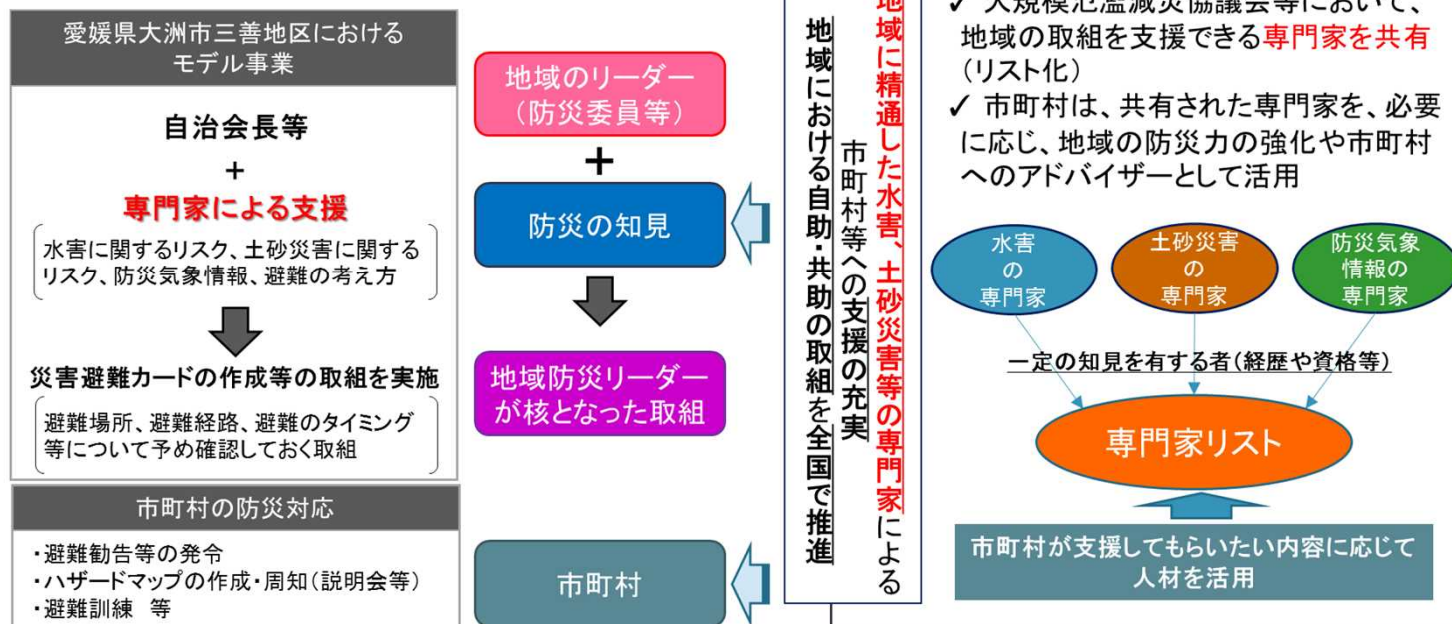 愛媛県大洲市三善地区における
モデル事業
自治会長等
+
専門家による支援
水害に関するリスク、土砂災害に関する
リスク、防災気象情報、避難の考え方
災害避難カードの作成等の取組を実施
避難場所、避難経路、避難のタイミング
等について予め確認しておく取組
市町村の防災対応
・避難勧告等の発令
・ハザードマップの作成・周知(説明会等)
・避難訓練 等
地域のリーダー
(防災委員等)
+
防災の知見
地域防災リーダー
が核となった取組
市町村
地域に精通した水害、土砂災害等の専門家による
市町村等への支援の充実
地域における自助・共助の取組を全国で推進
✓ 大規模氾濫減災協議会等において、
地域の取組を支援できる専門家を共有
(リスト化)
✓ 市町村は、共有された専門家を、必要
に応じ、地域の防災力の強化や市町村
へのアドバイザーとして活用
水害
の
専門家
土砂災害
の
専門家
防災気象
情報の
専門家
一定の知見を有する者(経歴や資格等)
専門家リスト
市町村が支援してもらいたい内容に応じて
人材を活用